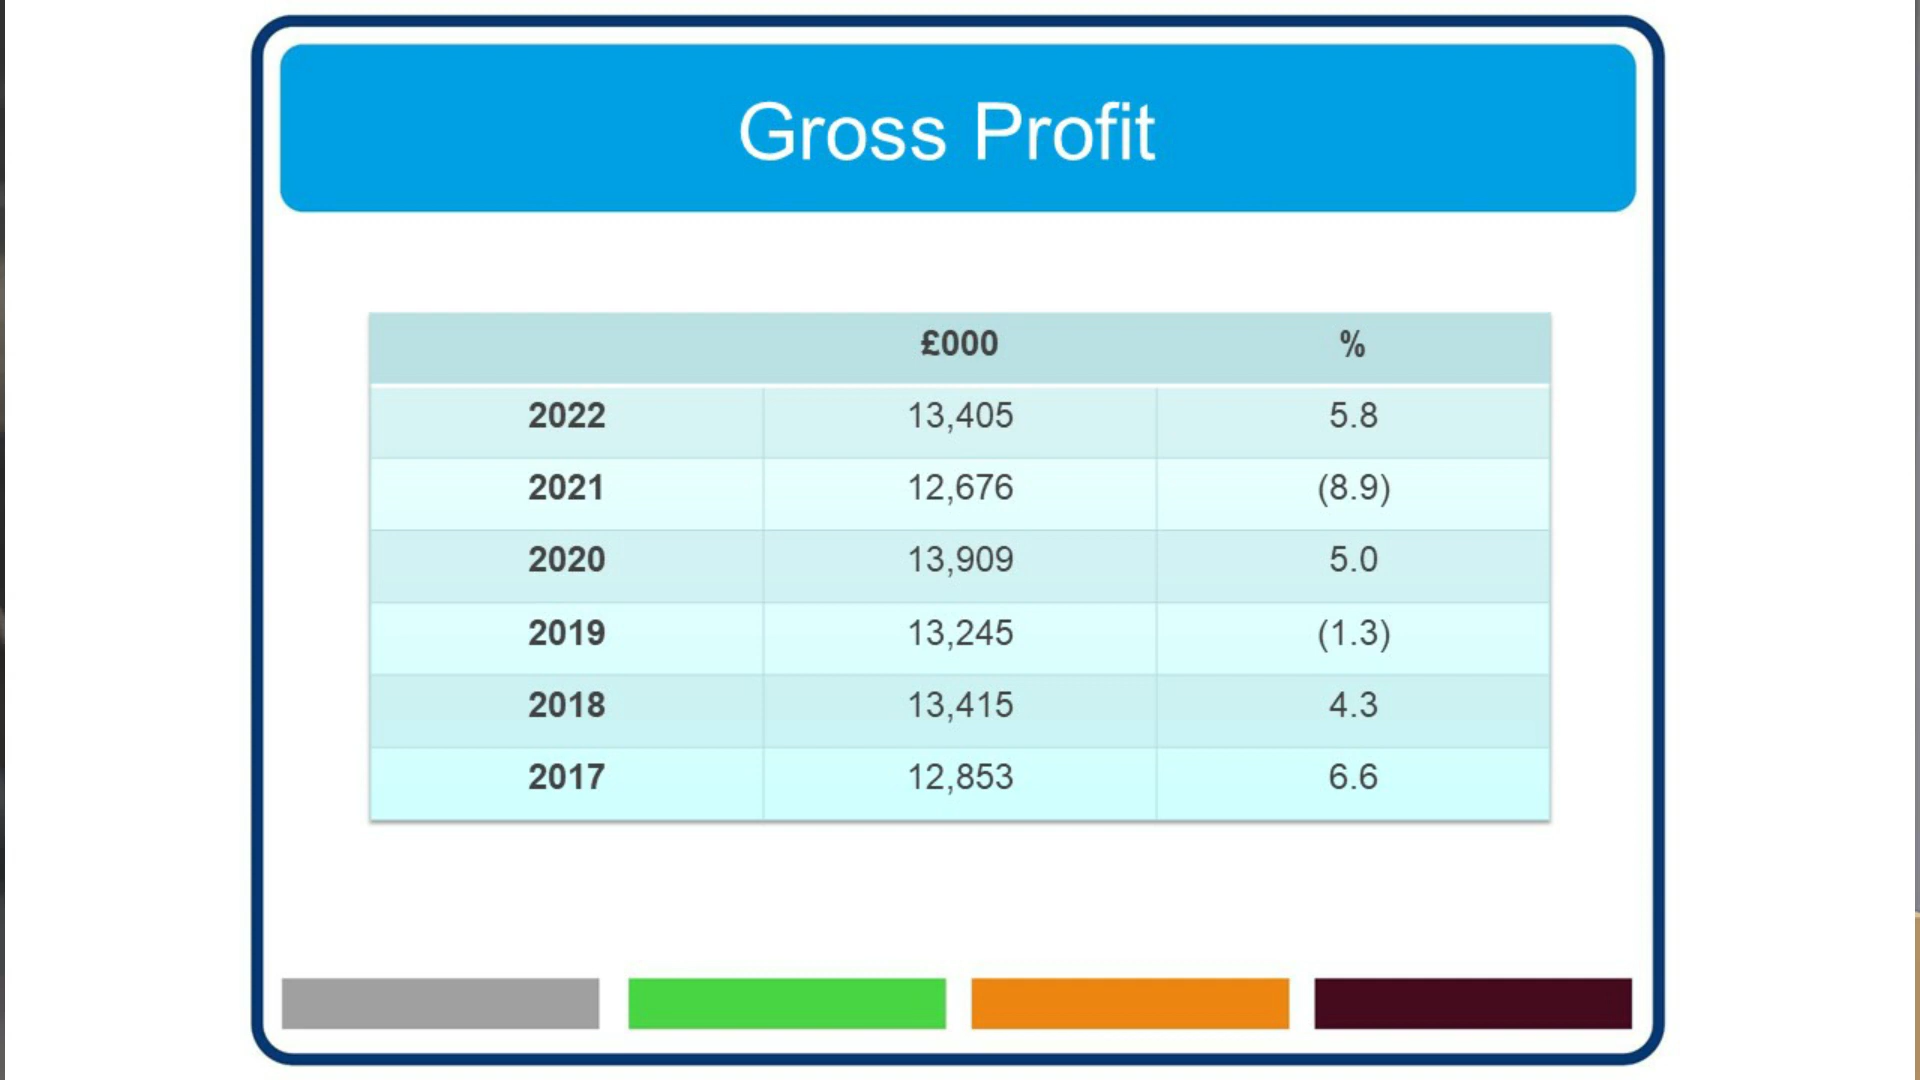 Gross Profit
£000 %
2022 13,405 5.8
2021 12,676 (8.9)
2020 13,909 5.0
2019 13,245 (1.3)
2018 13,415 4.3
2017 12,853 6.6